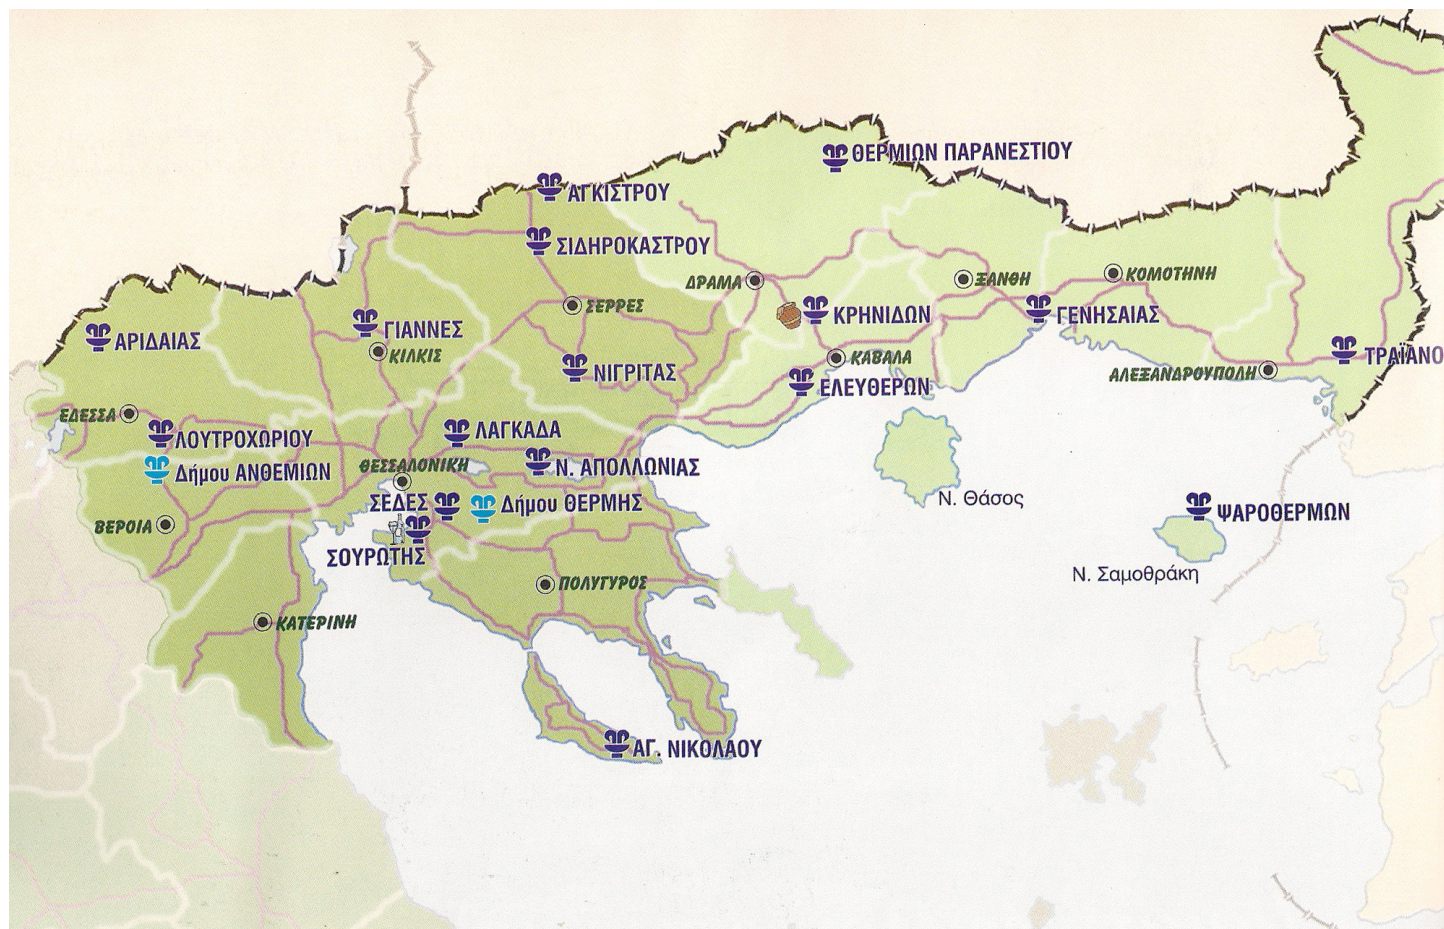 ΘΕΡΜΙΩΝ ΠΑΡΑΝΕΣΤΙΟΥ
ΑΓΚΙΣΤΡΟΥ
ΣΙΔΗΡΟΚΑΣΤΡΟΥ
ΔΡΑΜΑ
ΞΑΝΘΗ
ΚΟΜΟΤΗΝΗ
ΣΕΡΡΕΣ
ΚΡΗΝΙΔΩΝ
ΓΕΝΗΣΑΙΑΣ
ΑΡΙΔΑΙΑΣ
ΓΙΑΝΝΕΣ
ΚΙΛΚΙΣ
ΚΑΒΑΛΑ
ΤΡΑΪΑΝΟ
ΝΙΓΡΙΤΑΣ
ΑΛΕΞΑΝΔΡΟΥΠΟΛΗ
ΕΛΕΥΘΕΡΩΝ
ΕΔΕΣΣΑ
ΛΟΥΤΡΟΧΩΡΙΟΥ
ΛΑΓΚΑΔΑ
Δήμου ΑΝΘΕΜΙΩΝ
ΘΕΣΣΑΛΟΝΙΚΗ
Ν. ΑΠΟΛΛΩΝΙΑΣ
ΣΕΔΕΣ
Δήμου ΘΕΡΜΗΣ
Ν. Θάσος
ΨΑΡΟΘΕΡΜΩΝ
ΒΕΡΟΙΑ
ΣΟΥΡΩΤΗΣ
Ν. Σαμοθράκη
ΠΟΛΥΓΥΡΟΣ
ΚΑΤΕΡΙΝΗ
ΑΓ. ΝΙΚΟΛΑΟΥ